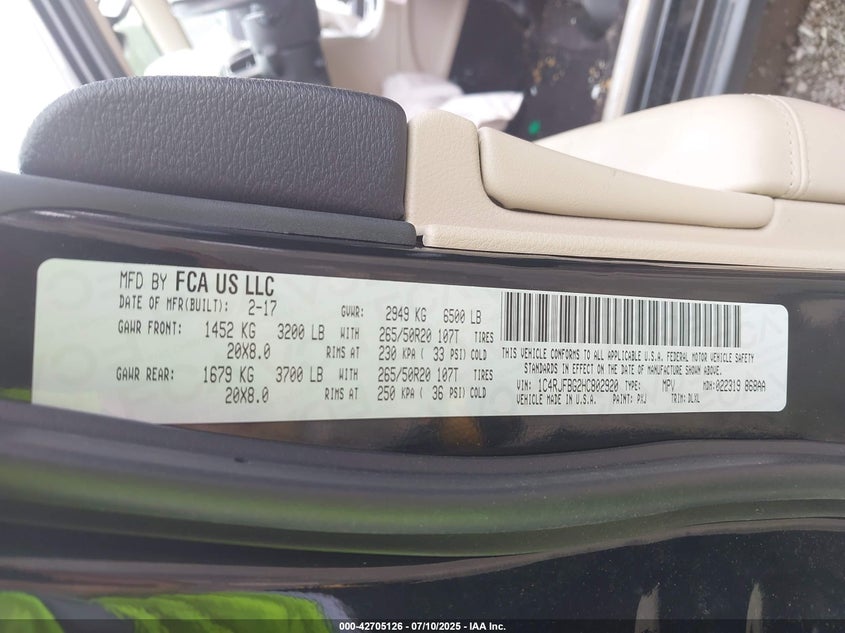 MFD BY FCA US LLC
DATE OF MFR(BUILT): 2-17 GVWR: 2949 KG 6500 LB
GAWR FRONT: 1452 KG 3200 LB WITH 265/50R20 107T TIRES
20X8.0 RIMS AT 230 KPA ( 33 PSI) COLD
GAWR REAR: 1679 KG 3700 LB WITH 265/50R20 107T TIRES
20X8.0 RIMS AT 250 KPA ( 36 PSI) COLD
THIS VEHICLE CONFORMS TO ALL APPLICABLE U.S.A. FEDERAL MOTOR VEHICLE SAFETY
STANDARDS IN EFFECT ON THE DATE OF MANUFACTURE SHOWN ABOVE.
VIN: 1C4RJFBG2HC802920 TYPE: MPV MDH: 022319 868AA
VEHICLE MADE IN U.S.A. PAINT: PXJ TRIM: DLXL
000-42705126 - 07/10/2025 - IAA Inc.